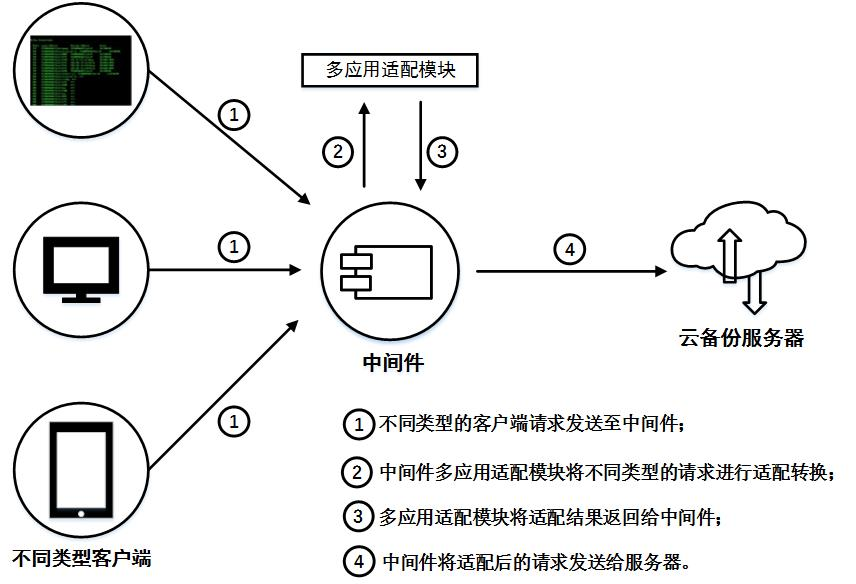 多应用适配模块
1
2
3
1
4
云备份服务器
中间件
1
不同类型客户端
1 不同类型的客户端请求发送至中间件;
2 中间件多应用适配模块将不同类型的请求进行适配转换;
3 多应用适配模块将适配结果返回给中间件;
4 中间件将适配后的请求发送给服务器。